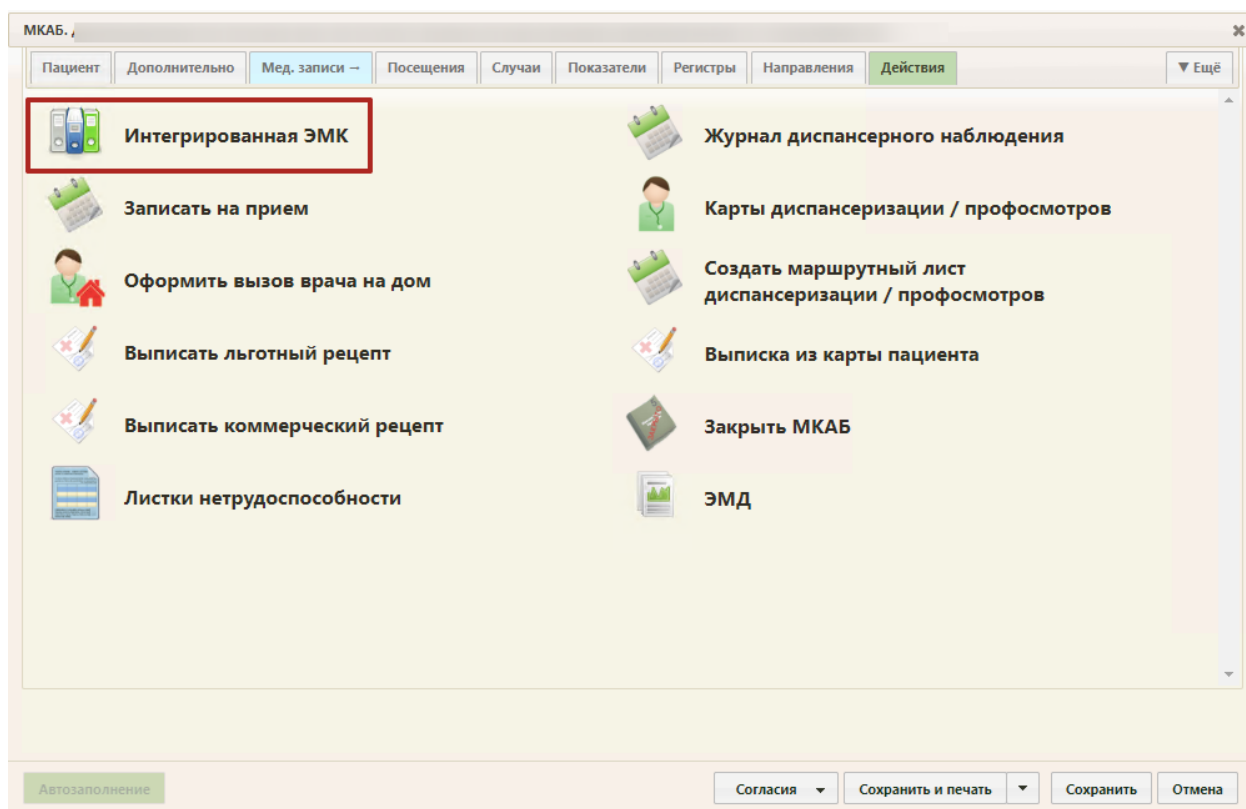 МКАБ.
Пациент Дополнительно Мед. записи – Посещения Случаи Показатели Регистры Направления Действия ▼ Ещё
Интегрированная ЭМК
Журнал диспансерного наблюдения
Записать на прием
Карты диспансеризации / профосмотров
Оформить вызов врача на дом
Создать маршрутный лист
диспансеризации / профосмотров
Выписать льготный рецепт
Выписка из карты пациента
Выписать коммерческий рецепт
Закрыть МКАБ
Листки нетрудоспособности
ЭМД
Автозаполнение Согласия Сохранить и печать Сохранить Отмена